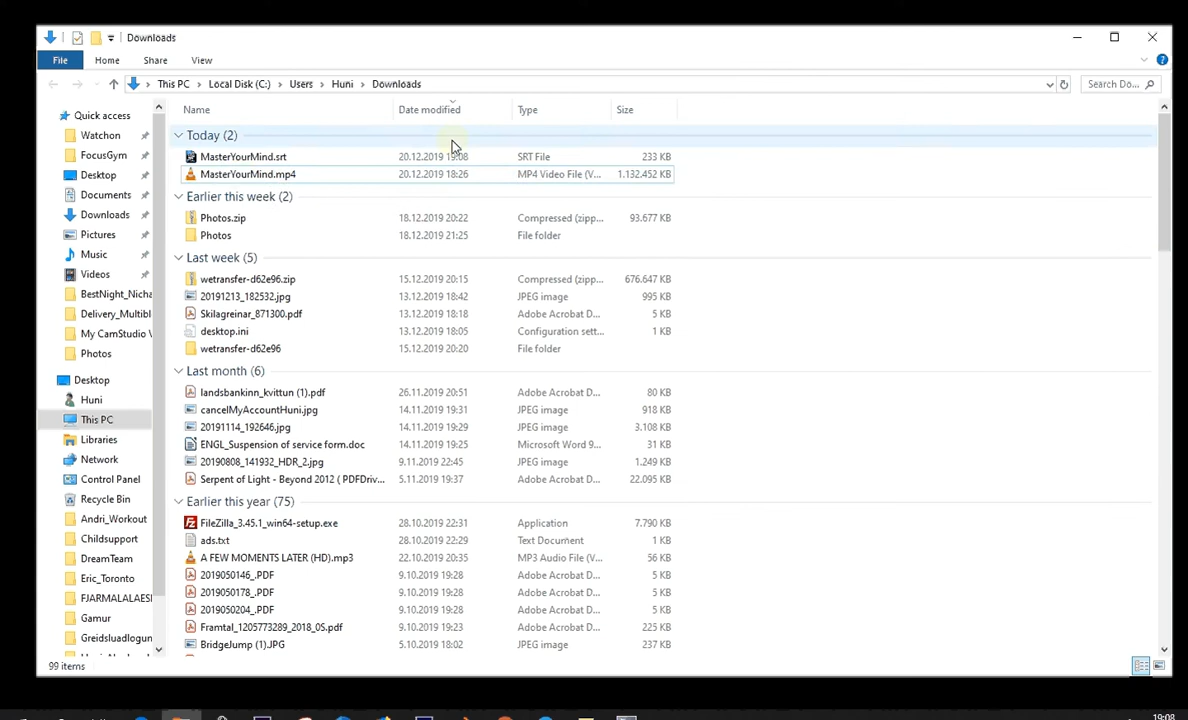 Downloads
File Home Share View
This PC Local Disk (C:) Users Huni Downloads Search Do...
Name Date modified Type Size
Quick access
Watchon
FocusGym
Desktop
Documents
Downloads
Pictures
Music
Videos
BestNight_Nicha
Delivery_Multibl
My CamStudio V
Photos
Desktop
Huni
This PC
Libraries
Network
Control Panel
Recycle Bin
Andri_Workout
Childsupport
DreamTeam
Eric_Toronto
FJARMALALAESI
Gamur
Greidsluadlogun
Today (2)
MasterYourMind.srt 20.12.2019 19:08 SRT File 233 KB
MasterYourMind.mp4 20.12.2019 18:26 MP4 Video File (V... 1.132.452 KB
Earlier this week (2)
Photos.zip 18.12.2019 20:22 Compressed (zipp... 93.677 KB
Photos 18.12.2019 21:25 File folder
Last week (5)
wetransfer-d62e96.zip 15.12.2019 20:15 Compressed (zipp... 676.647 KB
20191213_182532.jpg 13.12.2019 18:42 JPEG image 995 KB
Skilagreinar_871300.pdf 13.12.2019 18:18 Adobe Acrobat D... 5 KB
desktop.ini 13.12.2019 18:05 Configuration sett... 1 KB
wetransfer-d62e96 15.12.2019 20:20 File folder
Last month (6)
landsbankinn_kvittun (1).pdf 26.11.2019 20:51 Adobe Acrobat D... 80 KB
cancelMyAccountHuni.jpg 14.11.2019 19:31 JPEG image 918 KB
20191114_192646.jpg 14.11.2019 19:29 JPEG image 3.108 KB
ENGL_Suspension of service form.doc 14.11.2019 19:25 Microsoft Word 9... 31 KB
20190808_141932_HDR_2.jpg 9.11.2019 22:45 JPEG image 1.249 KB
Serpent of Light - Beyond 2012 ( PDFDriv... 5.11.2019 19:37 Adobe Acrobat D... 22.095 KB
Earlier this year (75)
FileZilla_3.45.1_win64-setup.exe 28.10.2019 22:31 Application 7.790 KB
ads.txt 28.10.2019 22:29 Text Document 1 KB
A FEW MOMENTS LATER (HD).mp3 22.10.2019 20:35 MP3 Audio File (V... 56 KB
2019050146_.PDF 9.10.2019 19:28 Adobe Acrobat D... 5 KB
2019050178_.PDF 9.10.2019 19:28 Adobe Acrobat D... 5 KB
2019050204_.PDF 9.10.2019 19:28 Adobe Acrobat D... 5 KB
Framtal_1205773289_2018_0S.pdf 9.10.2019 19:23 Adobe Acrobat D... 225 KB
BridgeJump (1).JPG 5.10.2019 18:02 JPEG image 237 KB
99 items
19:08